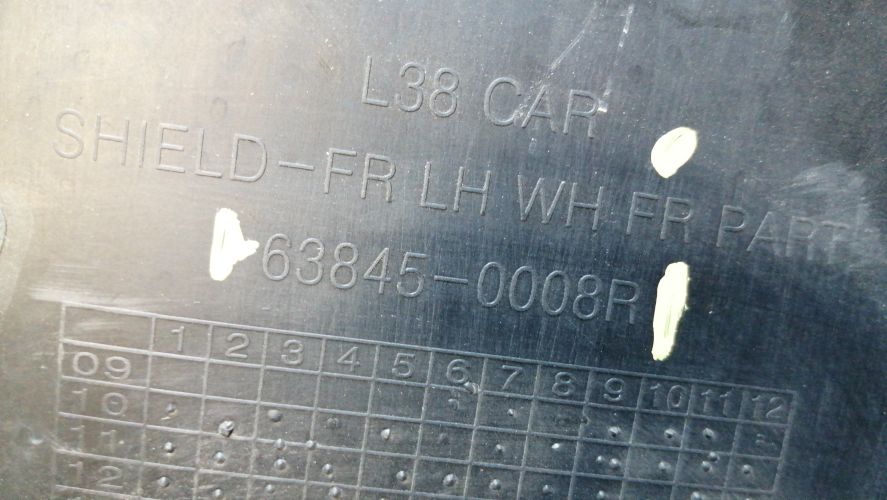 L38 CAR
SHIELD-FR LH WH FR PART
63845-0008R
1 2 3 4 5 6 7 8 9 10 11 12
09
10
11
12